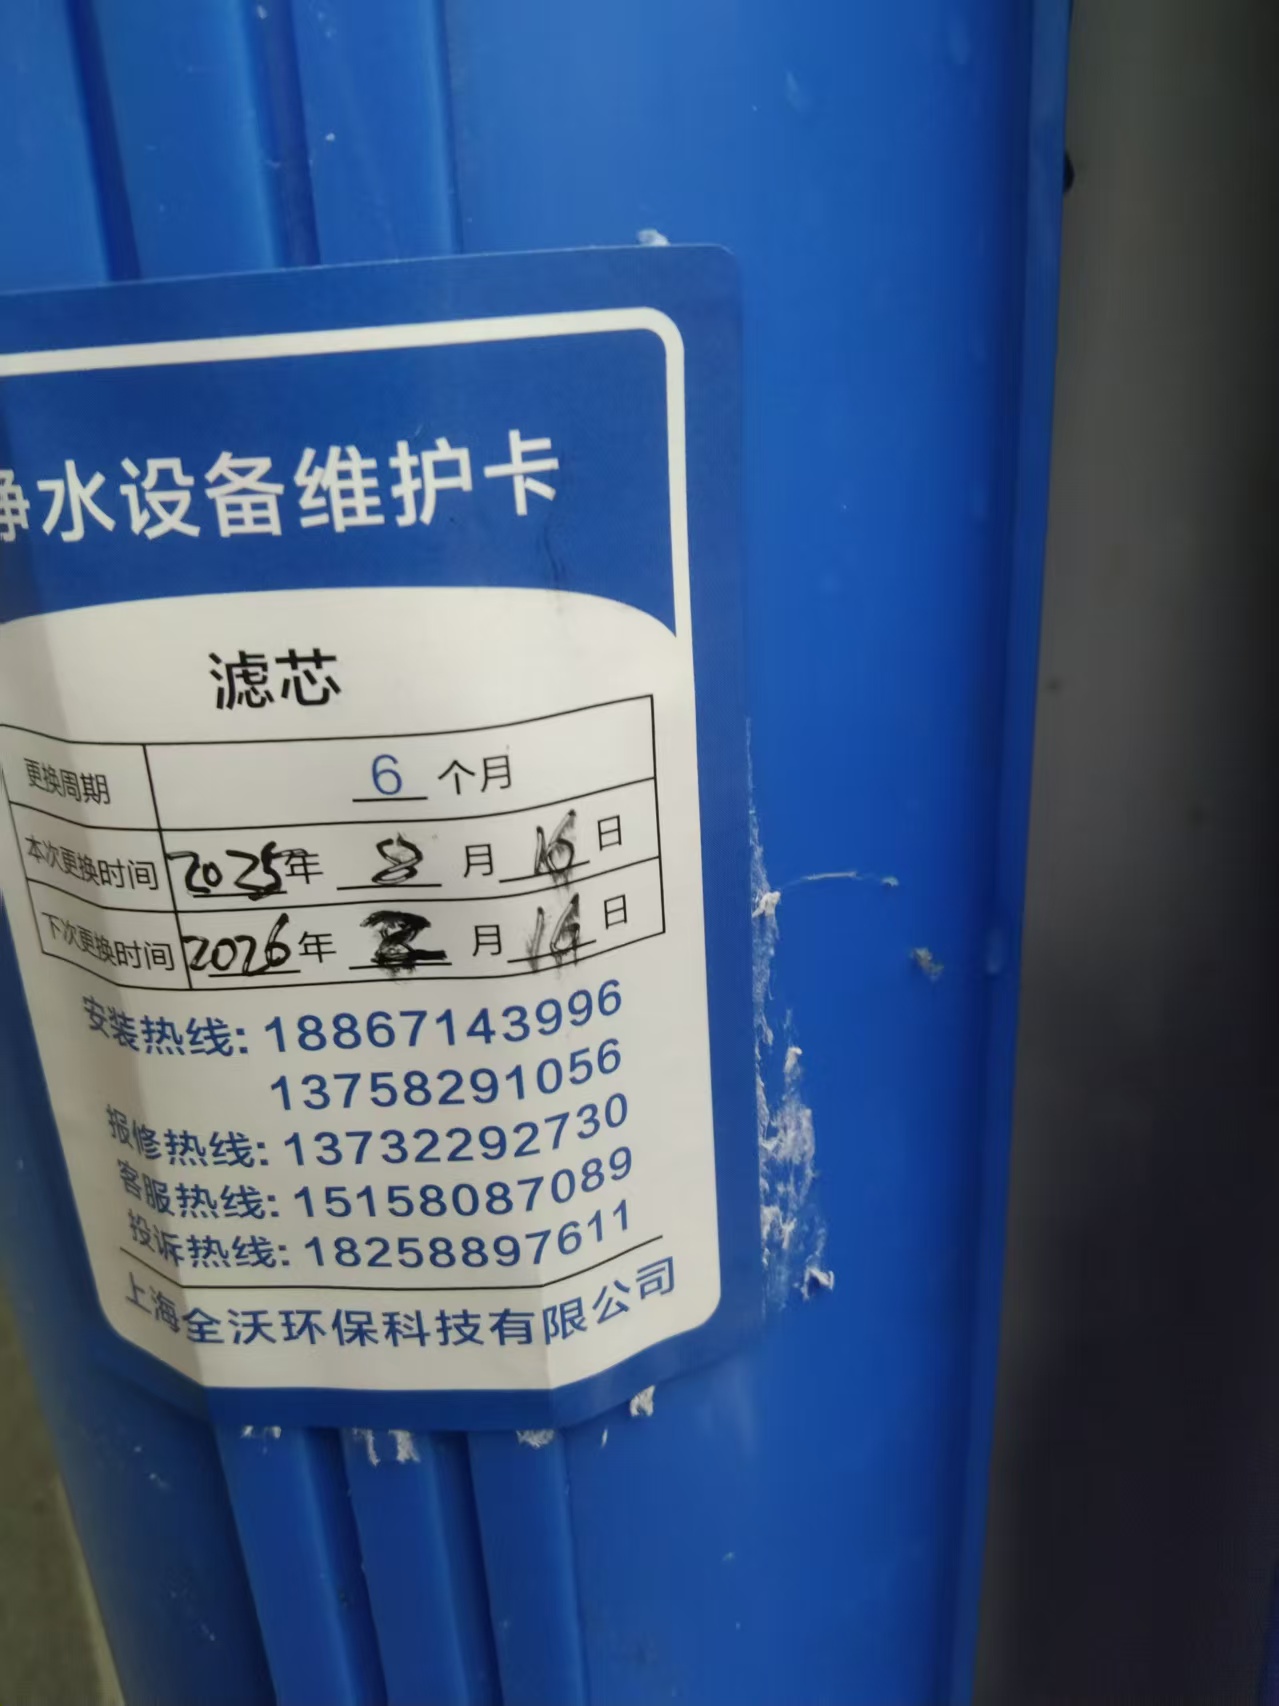 净水设备维护卡
滤芯
更换周期 6 个月
本次更换时间 2025年 8 月 16 日
下次更换时间 2026年 2 月 日
安装热线: 18867143996
13758291056
报修热线: 13732292730
客服热线: 15158087089
投诉热线: 18258897611
上海全沃环保科技有限公司